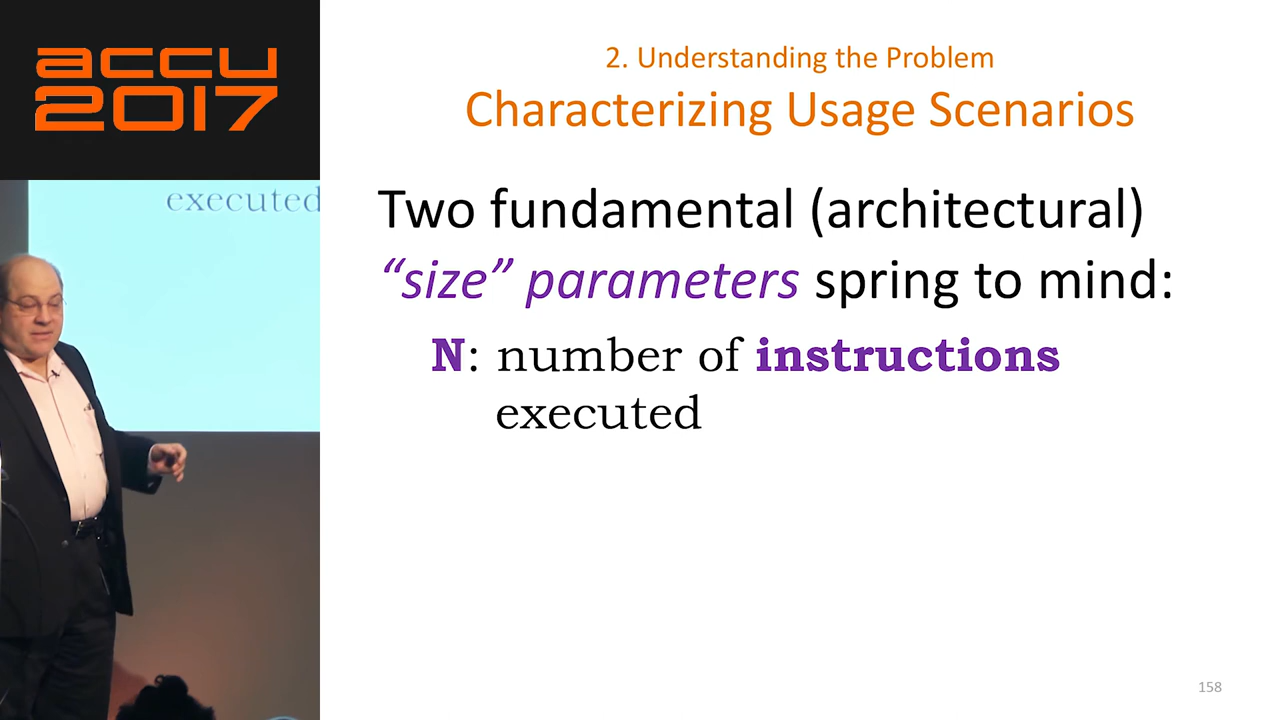 accu
2017
executed
2. Understanding the Problem
Characterizing Usage Scenarios
Two fundamental (architectural)
“size” parameters spring to mind:
N: number of instructions
executed
158